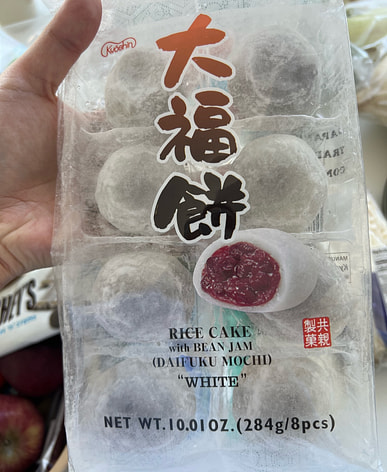 Kyoshin
大福餅
RICE CAKE
with BEAN JAM
(DAIFUKU MOCHI)
"WHITE"
共親製菓
NET WT.10.01OZ.(284g/8pcs)